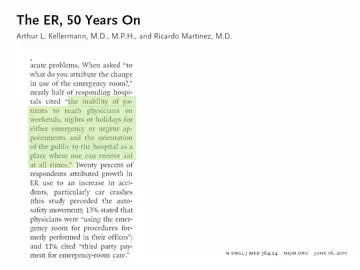 The ER, 50 Years On
Arthur L. Kellermann, M.D., M.P.H., and Ricardo Martinez, M.D.
acute problems. When asked "to
what do you attribute the change
in use of the emergency room?,"
nearly half of responding hospi-
tals cited "the inability of pa-
tients to reach physicians on
weekends, nights or holidays for
either emergency or urgent ap-
pointments and the orientation
of the public to the hospital as a
place where one can receive aid
at all times." Twenty percent of
respondents attributed growth in
ER use to an increase in acci-
dents, particularly car crashes
(this study preceded the auto-
safety movement), 13% stated that
physicians were "using the emer-
gency room for procedures for-
merly performed in their offices";
and 11% cited "third party pay-
ment for emergency-room care."
N ENGL J MED 364;24 NEJM.ORG JUNE 16, 2011